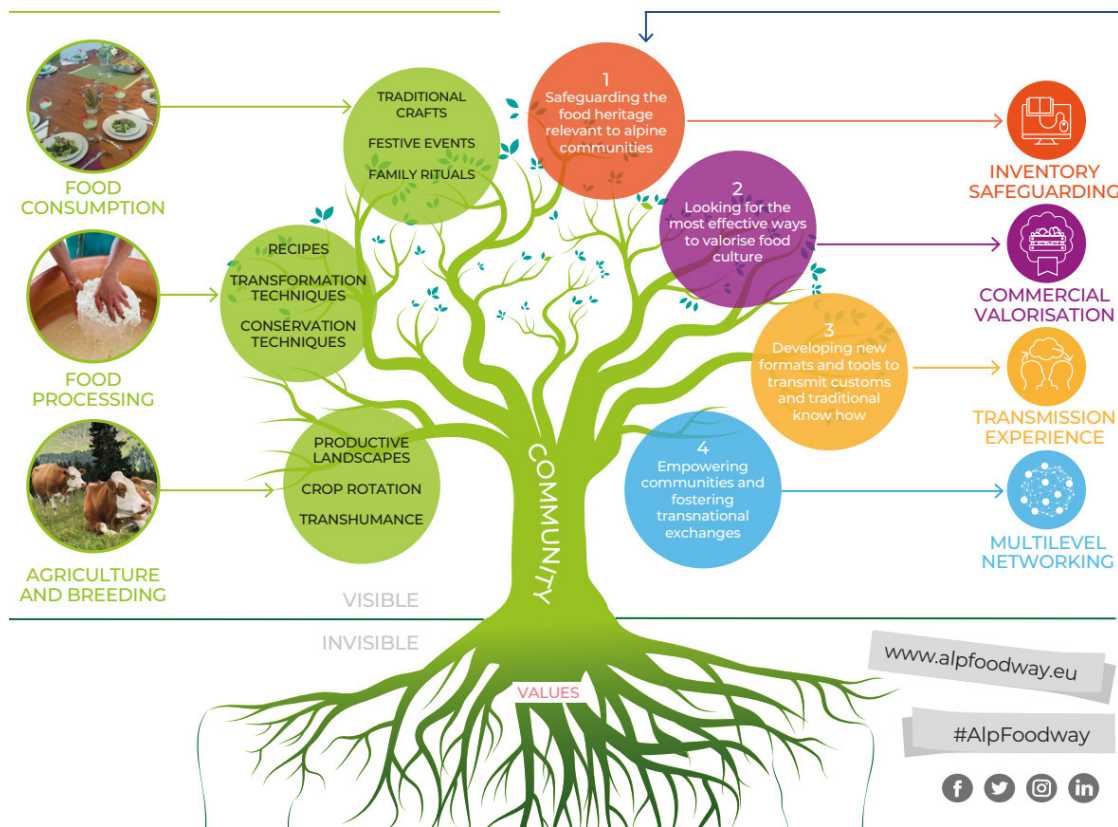 FOOD
CONSUMPTION
TRADITIONAL
CRAFTS
FESTIVE EVENTS
FAMILY RITUALS
FOOD
PROCESSING
RECIPES
TRANSFORMATION
TECHNIQUES
CONSERVATION
TECHNIQUES
AGRICULTURE
AND BREEDING
PRODUCTIVE
LANDSCAPES
CROP ROTATION
TRANSHUMANCE
COMMUNITY
1
Safeguarding the
food heritage
relevant to alpine
communities
INVENTORY
SAFEGUARDING
2
Looking for the
most effective ways
to valorise food
culture
COMMERCIAL
VALORISATION
3
Developing new
formats and tools to
transmit customs
and traditional
know how
TRANSMISSION
EXPERIENCE
4
Empowering
communities and
fostering
transnational
exchanges
MULTILEVEL
NETWORKING
VISIBLE
INVISIBLE
VALUES
www.alpfoodway.eu
#AlpFoodway
f
in